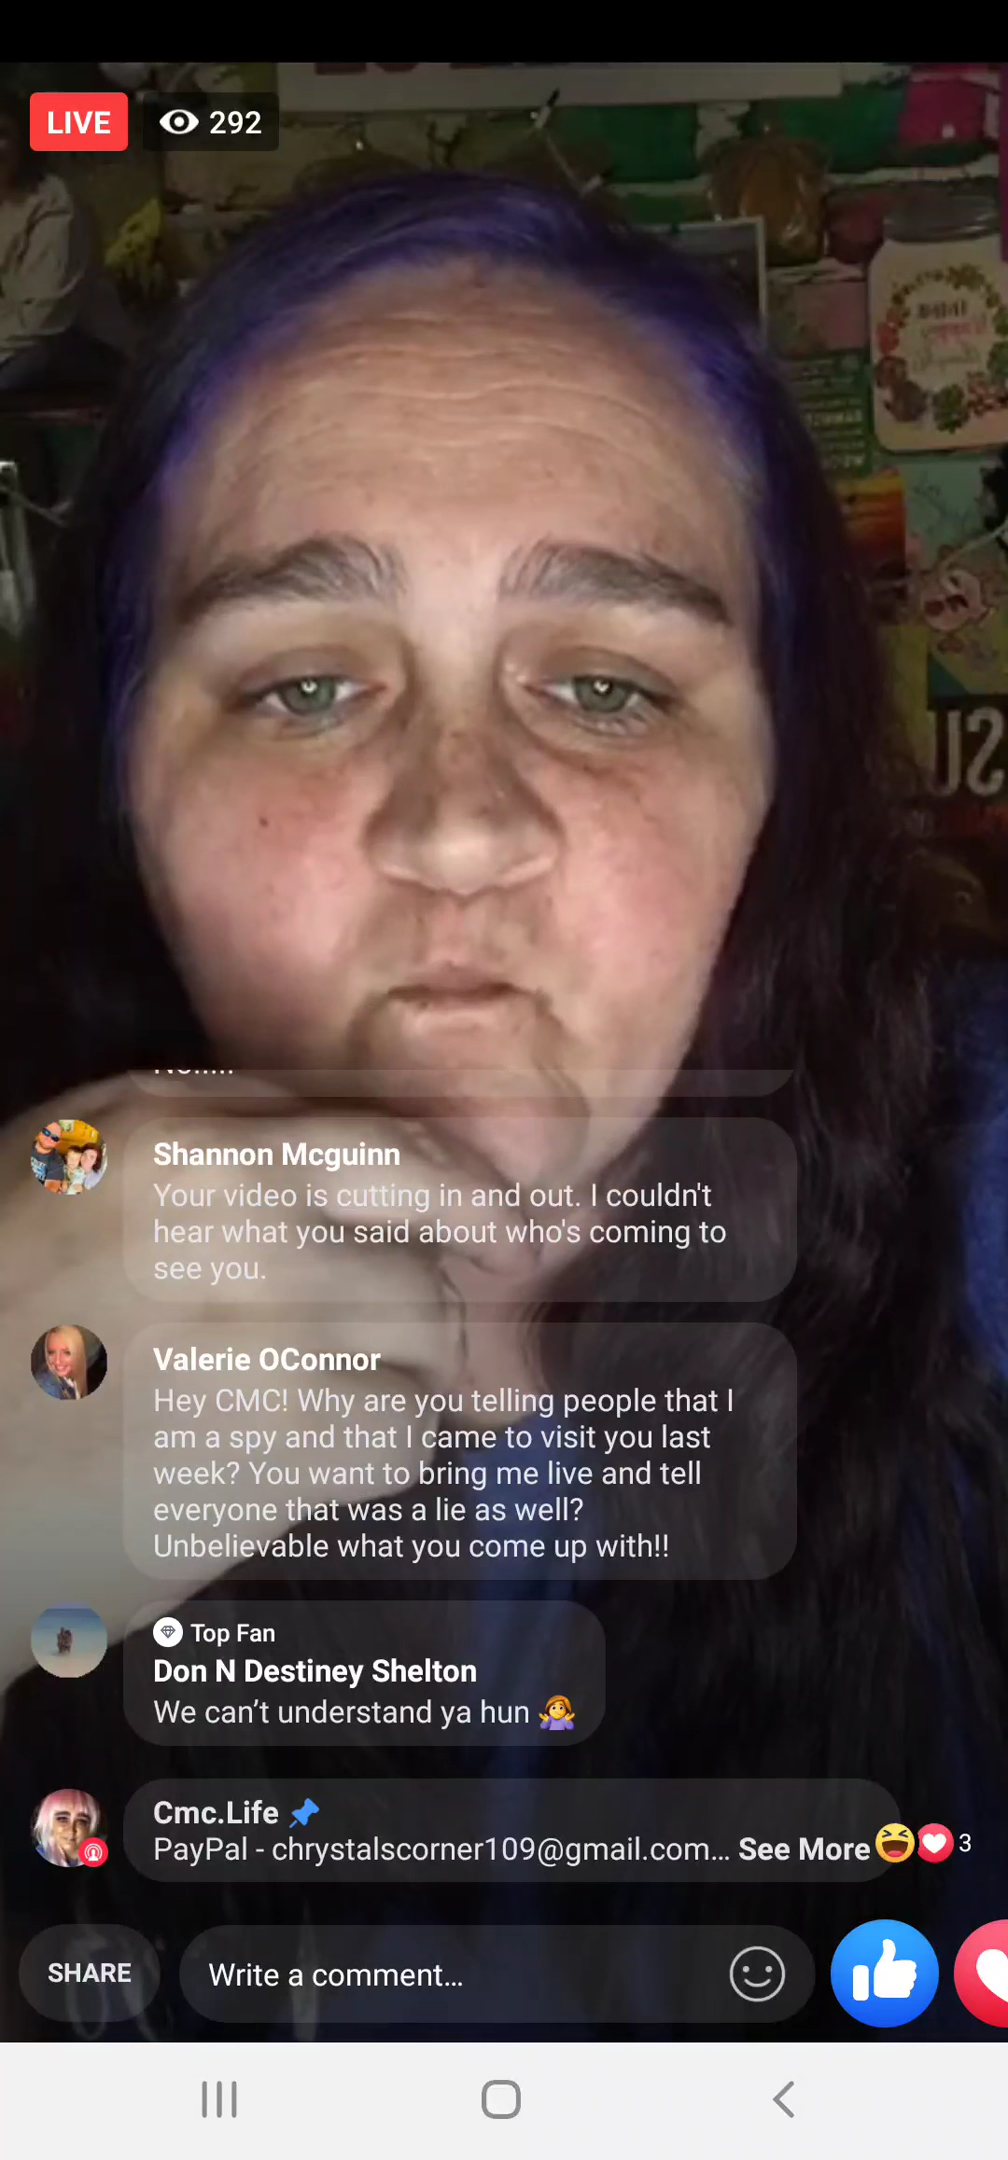 LIVE 292
Shannon Mcguinn
Your video is cutting in and out. I couldn't
hear what you said about who's coming to
see you.
Valerie OConnor
Hey CMC! Why are you telling people that I
am a spy and that I came to visit you last
week? You want to bring me live and tell
everyone that was a lie as well?
Unbelievable what you come up with!!
Top Fan
Don N Destiney Shelton
We can’t understand ya hun 🤷‍♀️
Cmc.Life 📌
PayPal - chrystalscorner109@gmail.com... See More 3
SHARE Write a comment...